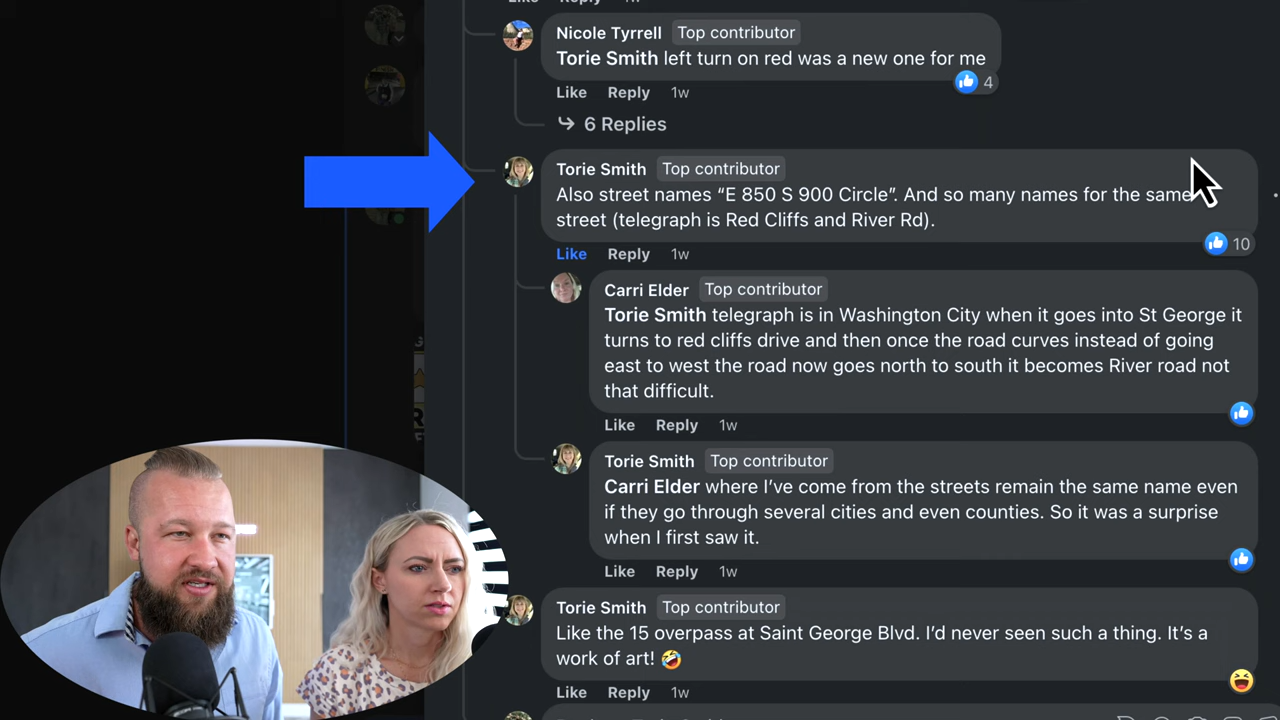 Like Reply 1w
Nicole Tyrrell Top contributor
Torie Smith left turn on red was a new one for me
4
Like Reply 1w
6 Replies
Torie Smith Top contributor
Also street names “E 850 S 900 Circle”. And so many names for the same
street (telegraph is Red Cliffs and River Rd).
10
Like Reply 1w
Carri Elder Top contributor
Torie Smith telegraph is in Washington City when it goes into St George it
turns to red cliffs drive and then once the road curves instead of going
east to west the road now goes north to south it becomes River road not
that difficult.
Like Reply 1w
Torie Smith Top contributor
Carri Elder where I’ve come from the streets remain the same name even
if they go through several cities and even counties. So it was a surprise
when I first saw it.
Like Reply 1w
Torie Smith Top contributor
Like the 15 overpass at Saint George Blvd. I’d never seen such a thing. It’s a
work of art! 🤣
Like Reply 1w